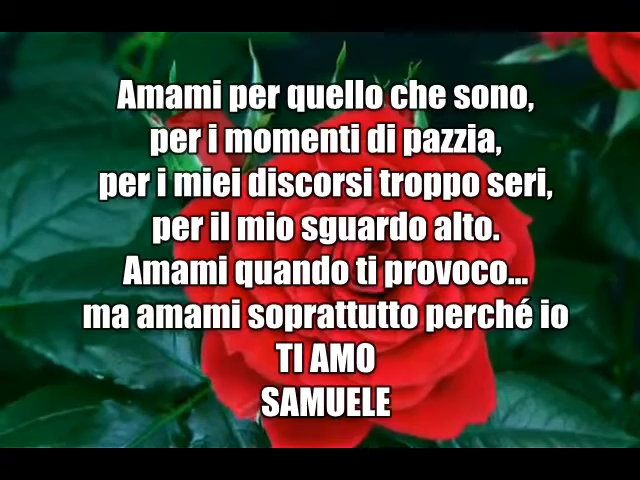 Amami per quello che sono,
per i momenti di pazzia,
per i miei discorsi troppo seri,
per il mio sguardo alto.
Amami quando ti provoco...
ma amami soprattutto perché io
TI AMO
SAMUELE